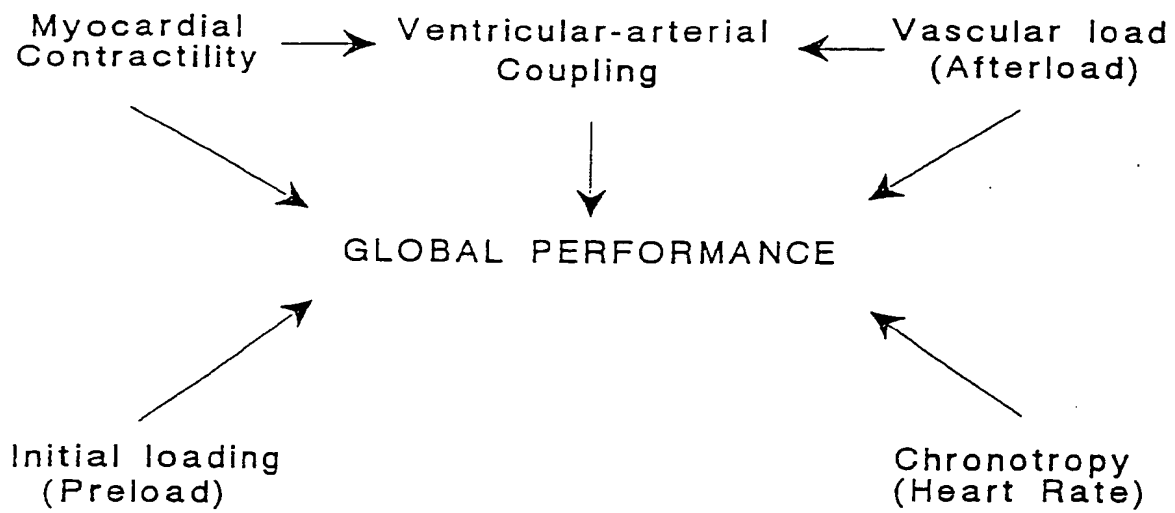 Myocardial
Contractility
Ventricular-arterial
Coupling
Vascular load
(Afterload)
GLOBAL PERFORMANCE
Initial loading
(Preload)
Chronotropy
(Heart Rate)